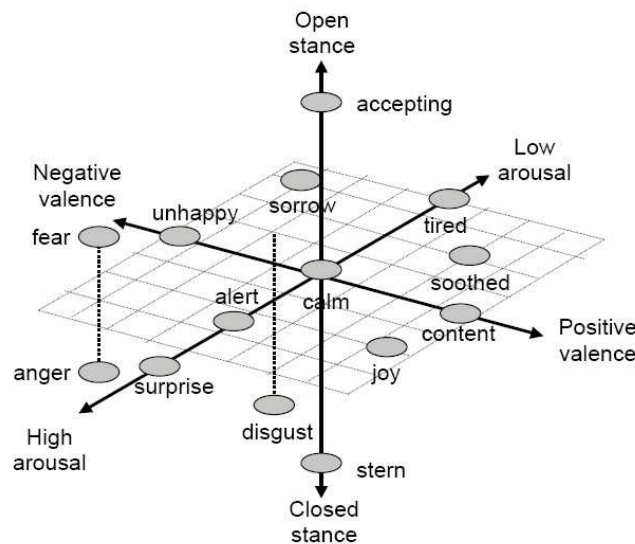 Open
stance
accepting
Low
arousal
Negative
valence
sorrow
unhappy
tired
fear
soothed
alert
calm
content
Positive
valence
anger
surprise
joy
disgust
High
arousal
stern
Closed
stance